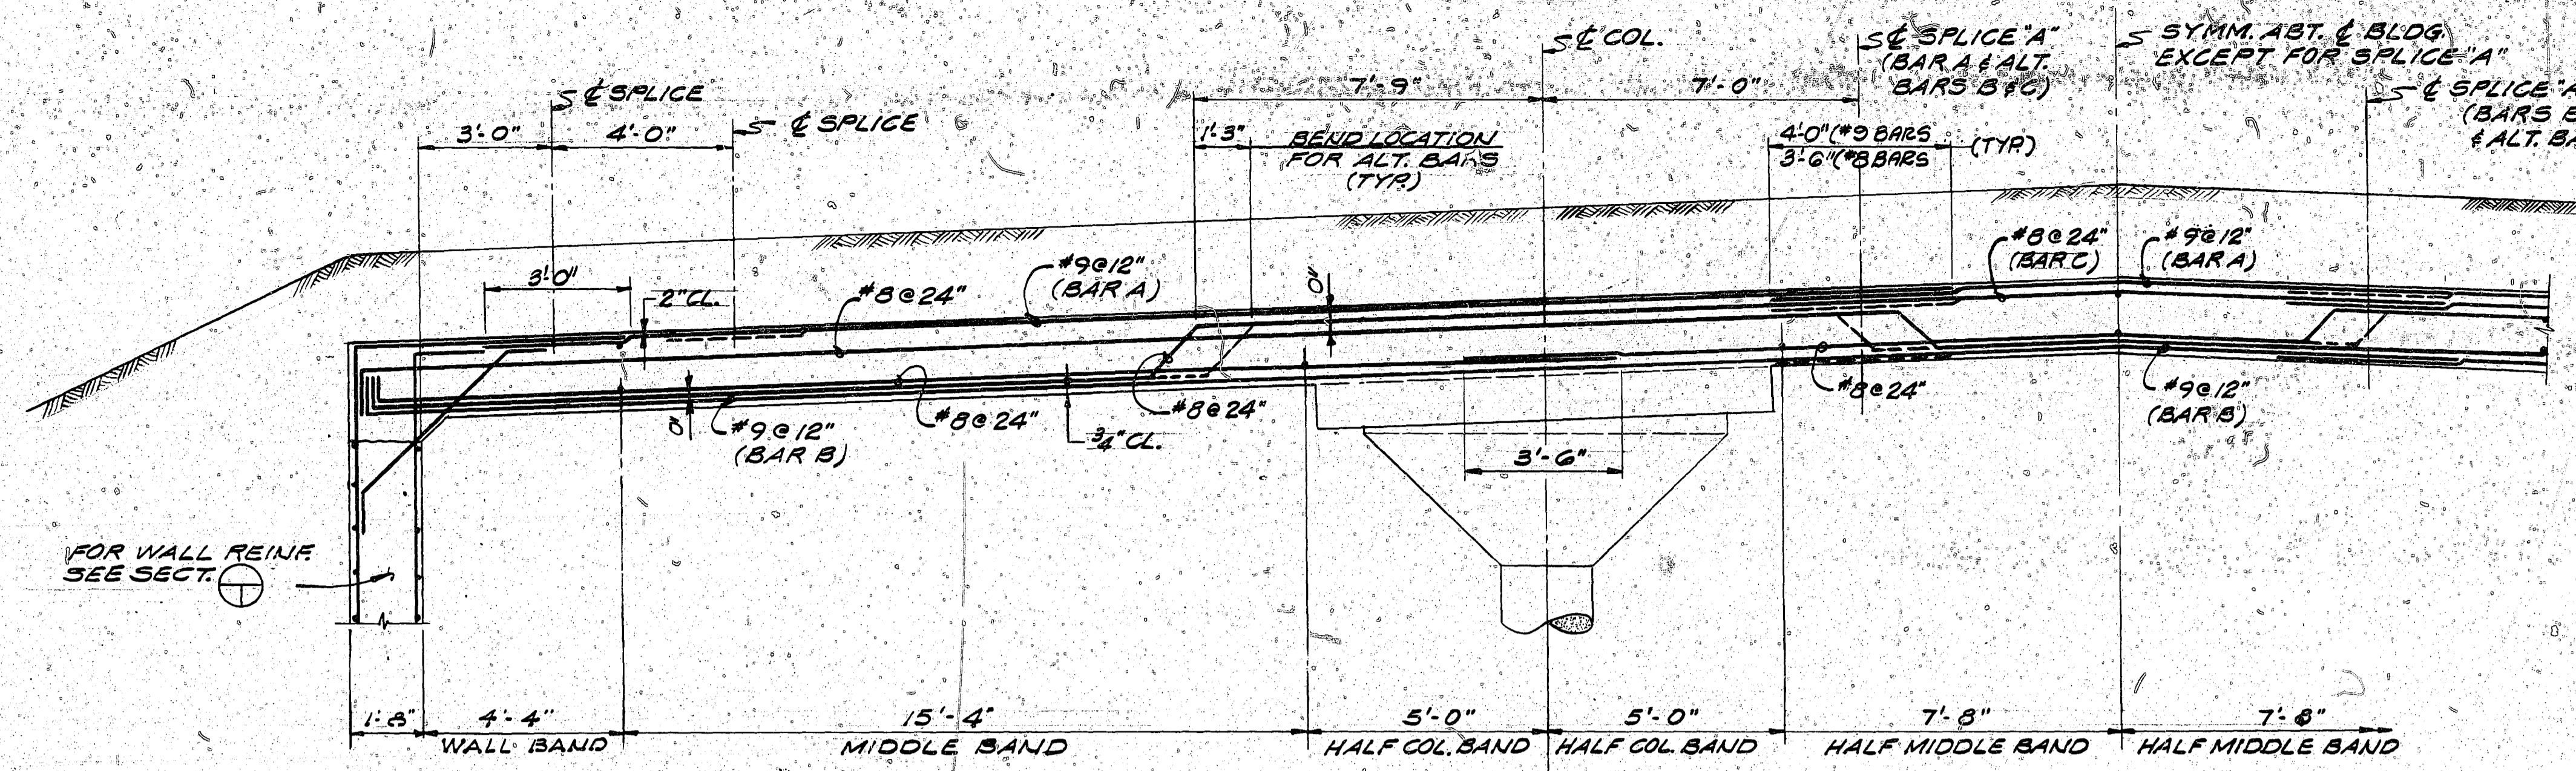 ℄ COL.
℄ SPLICE "A"
(BAR A & ALT.
BARS B & C)
SYMM. ABT. ℄ BLDG.
EXCEPT FOR SPLICE "A"
℄ SPLICE
℄ SPLICE
3'-0"
4'-0"
7'-9"
7'-0"
℄ SPLICE
(BARS
& ALT.
1'-3"
BEND LOCATION
FOR ALT. BARS
(TYP.)
4'-0" (#9 BARS
3'-6" (#8 BARS
(TYP.)
3'-0"
2" CL.
#8@24"
#9@12"
(BAR A)
0"
#8@24"
(BAR C)
#9@12"
(BAR A)
0"
#9@12"
(BAR B)
#8@24"
3/4" CL.
#8@24"
3'-6"
#8@24"
#9@12"
(BAR B)
FOR WALL REINF.
SEE SECT.
T
1'-8"
4'-4"
15'-4"
5'-0"
5'-0"
7'-8"
7'-8"
WALL BAND
MIDDLE BAND
HALF COL. BAND
HALF COL. BAND
HALF MIDDLE BAND
HALF MIDDLE BAND